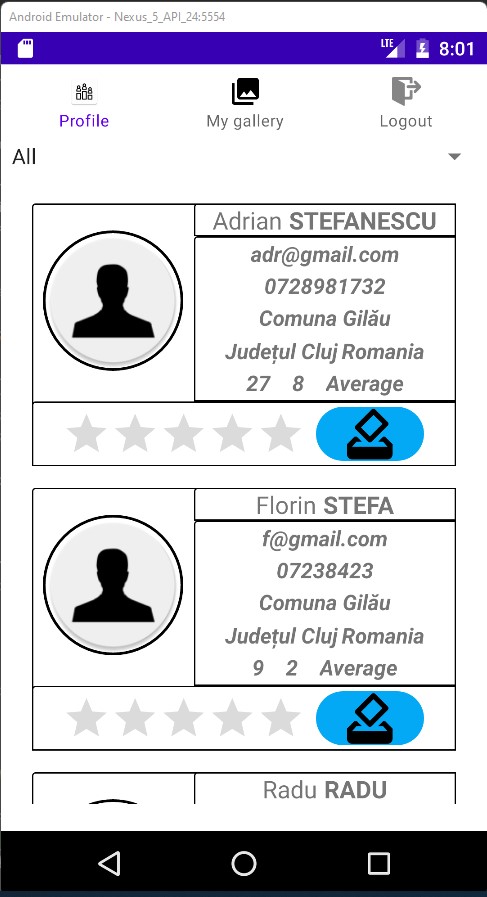 Android Emulator - Nexus_5_API_24:5554
LTE 8:01
Profile My gallery Logout
All
Adrian STEFANESCU
adr@gmail.com
0728981732
Comuna Gilău
Județul Cluj Romania
27 8 Average
Florin STEFA
f@gmail.com
07238423
Comuna Gilău
Județul Cluj Romania
9 2 Average
Radu RADU